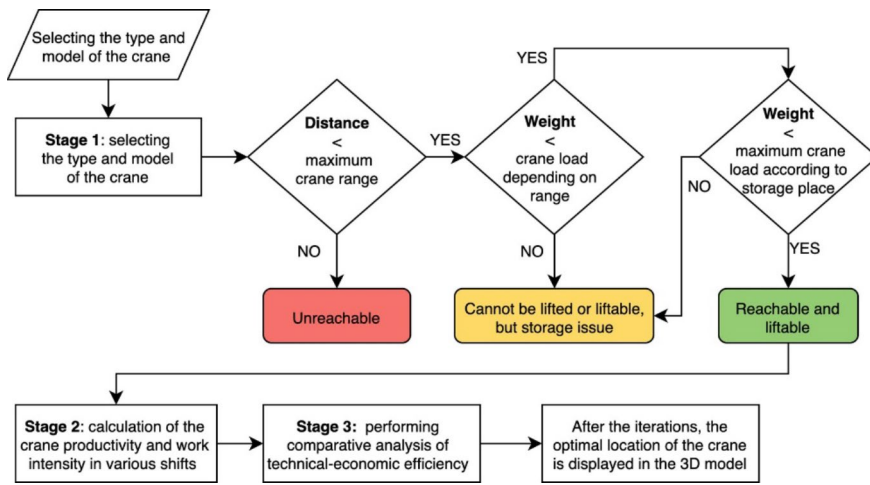 Selecting the type and
model of the crane
Stage 1: selecting
the type and model
of the crane
Distance
<
maximum
crane range
YES
NO
Unreachable
Weight
<
crane load
depending on
range
YES
NO
Cannot be lifted or liftable,
but storage issue
Weight
<
maximum crane
load according to
storage place
NO
YES
Reachable and
liftable
Stage 2: calculation of the
crane productivity and work
intensity in various shifts
Stage 3: performing
comparative analysis of
technical-economic efficiency
After the iterations, the
optimal location of the crane
is displayed in the 3D model